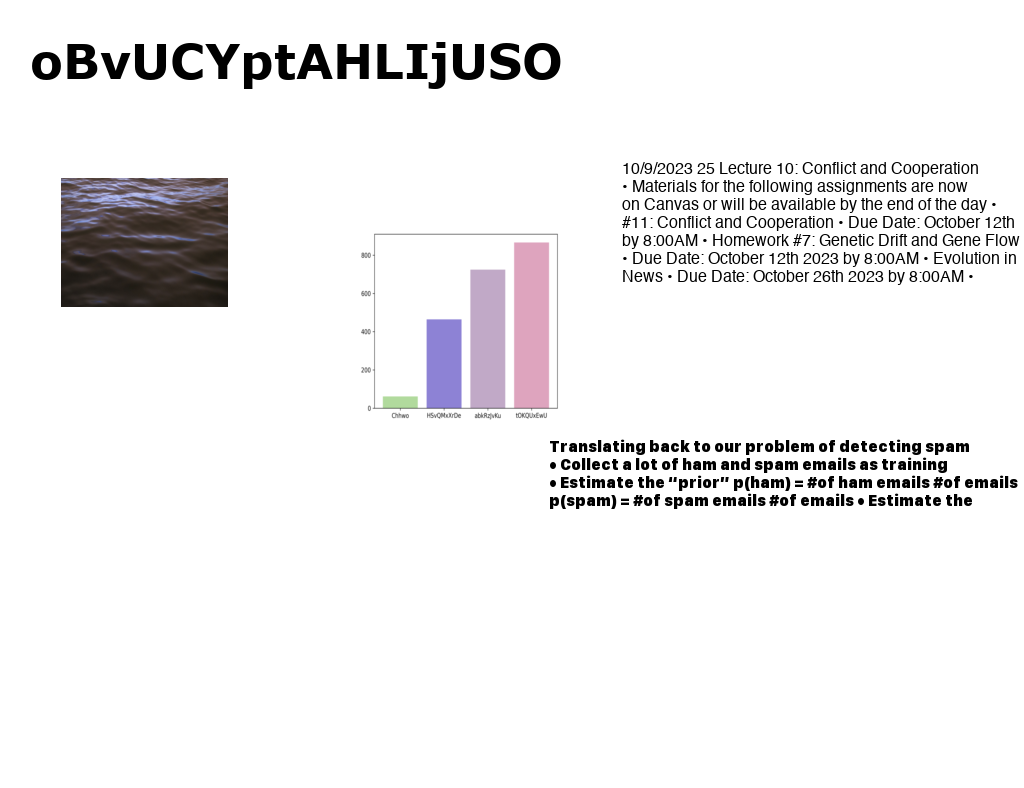 oBvUCYptAHLIjUSO
10/9/2023 25 Lecture 10: Conflict and Cooperation
• Materials for the following assignments are now
on Canvas or will be available by the end of the day •
#11: Conflict and Cooperation • Due Date: October 12th
by 8:00AM • Homework #7: Genetic Drift and Gene Flow
• Due Date: October 12th 2023 by 8:00AM • Evolution in
News • Due Date: October 26th 2023 by 8:00AM •
800
600
400
200
0
Chhwo HSvQMxXrDe abkRzjvKu tOKQUxEwU
Translating back to our problem of detecting spam
• Collect a lot of ham and spam emails as training
• Estimate the “prior” p(ham) = #of ham emails #of emails
p(spam) = #of spam emails #of emails • Estimate the